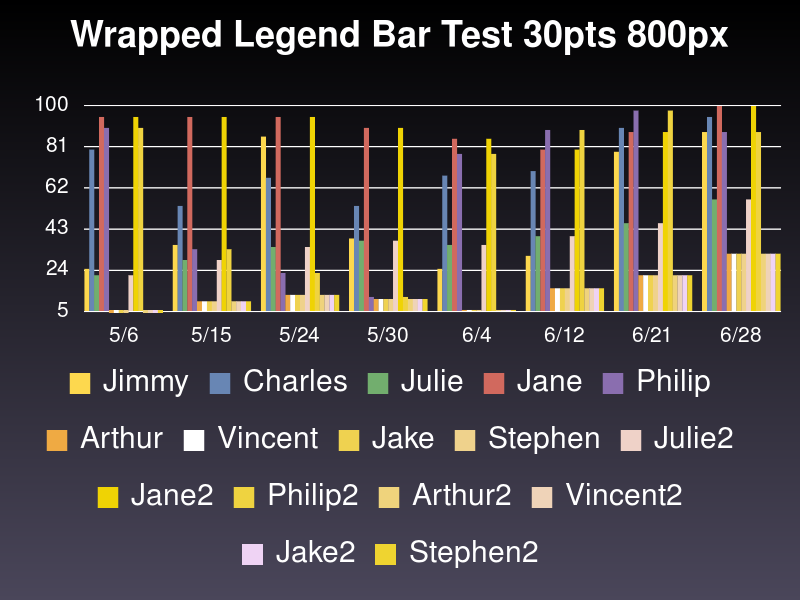 Wrapped Legend Bar Test 30pts 800px
100
81
62
43
24
5
5/6 5/15 5/24 5/30 6/4 6/12 6/21 6/28
Jimmy Charles Julie Jane Philip
Arthur Vincent Jake Stephen Julie2
Jane2 Philip2 Arthur2 Vincent2
Jake2 Stephen2